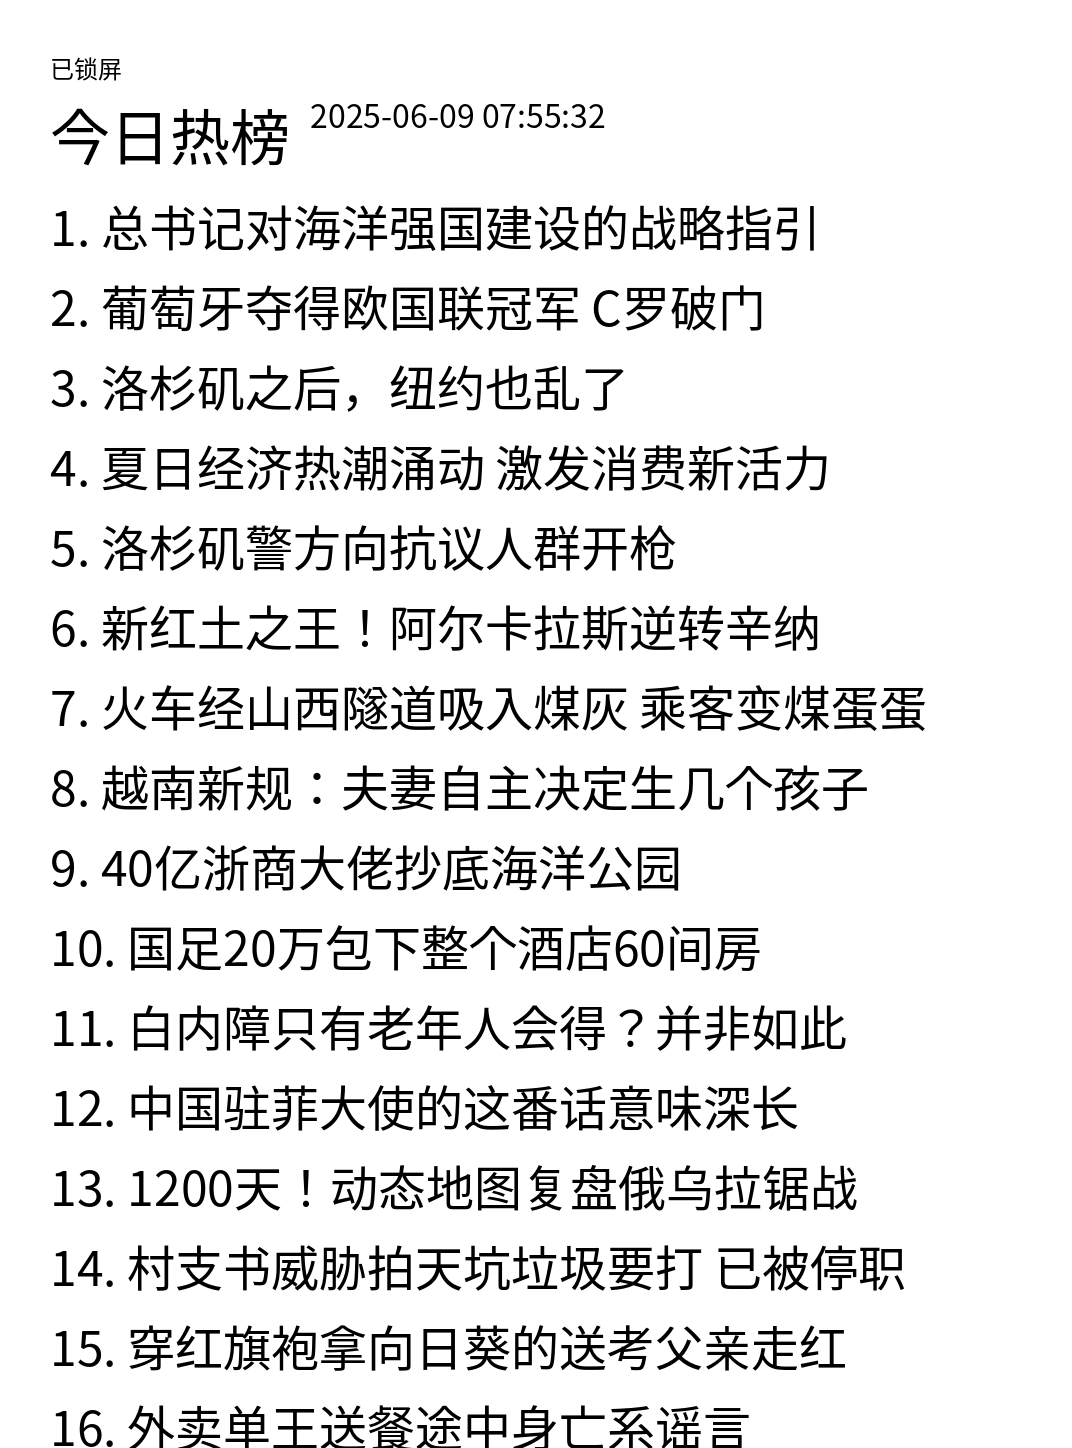 已锁屏
今日热榜 2025-06-09 07:55:32
1. 总书记对海洋强国建设的战略指引
2. 葡萄牙夺得欧国联冠军 C罗破门
3. 洛杉矶之后，纽约也乱了
4. 夏日经济热潮涌动 激发消费新活力
5. 洛杉矶警方向抗议人群开枪
6. 新红土之王！阿尔卡拉斯逆转辛纳
7. 火车经山西隧道吸入煤灰 乘客变煤蛋蛋
8. 越南新规：夫妻自主决定生几个孩子
9. 40亿浙商大佬抄底海洋公园
10. 国足20万包下整个酒店60间房
11. 白内障只有老年人会得？并非如此
12. 中国驻菲大使的这番话意味深长
13. 1200天！动态地图复盘俄乌拉锯战
14. 村支书威胁拍天坑垃圾要打 已被停职
15. 穿红旗袍拿向日葵的送考父亲走红
16. 外卖单王送餐途中身亡系谣言